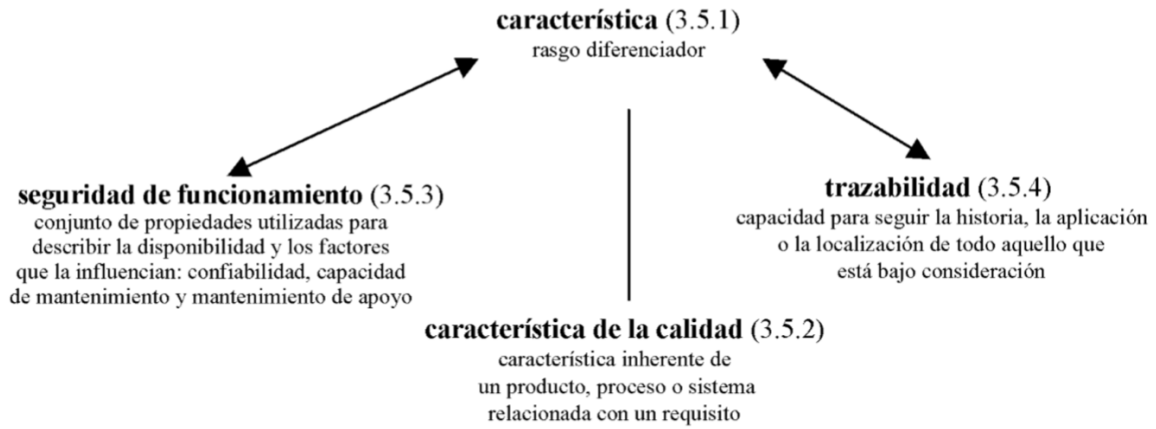 característica (3.5.1)
rasgo diferenciador
seguridad de funcionamiento (3.5.3)
conjunto de propiedades utilizadas para
describir la disponibilidad y los factores
que la influencian: confiabilidad, capacidad
de mantenimiento y mantenimiento de apoyo
trazabilidad (3.5.4)
capacidad para seguir la historia, la aplicación
o la localización de todo aquello que
está bajo consideración
característica de la calidad (3.5.2)
característica inherente de
un producto, proceso o sistema
relacionada con un requisito